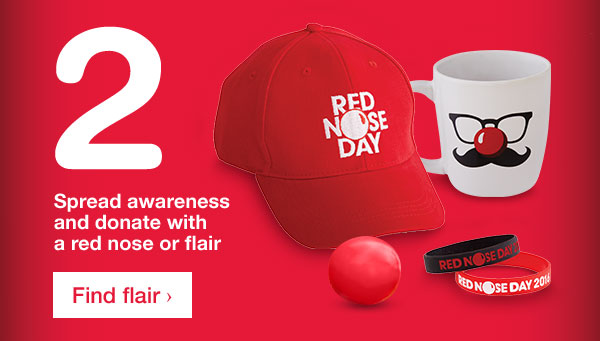 2
Spread awareness
and donate with
a red nose or flair
Find flair ›
RED
NOSE
DAY
RED NOSE DAY
RED NOSE DAY 2016